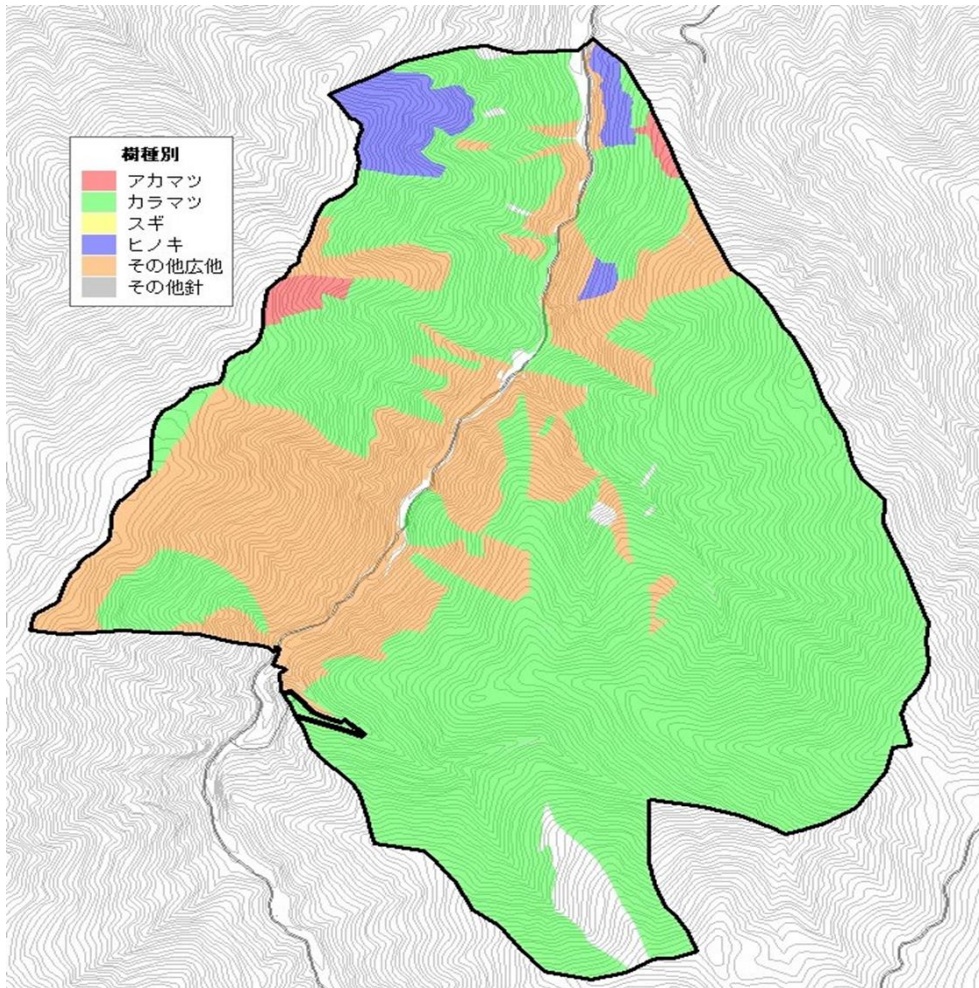 樹種別
アカマツ
カラマツ
スギ
ヒノキ
その他広他
その他針